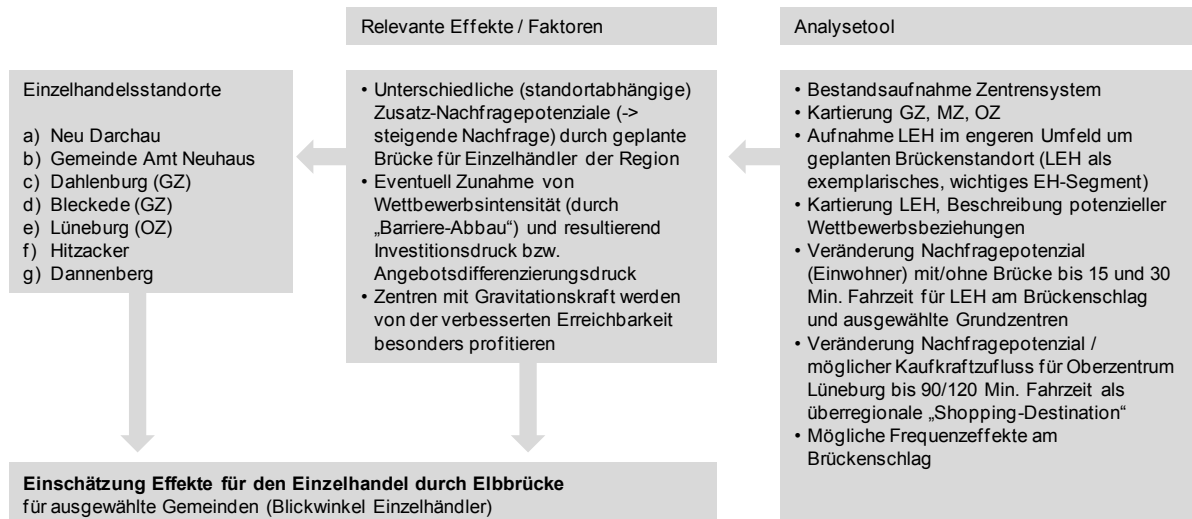 Relevante Effekte / Faktoren
Analysetool
Einzelhandelsstandorte
a) Neu Darchau
b) Gemeinde Amt Neuhaus
c) Dahlenburg (GZ)
d) Bleckede (GZ)
e) Lüneburg (OZ)
f) Hitzacker
g) Dannenberg
• Unterschiedliche (standortabhängige)
Zusatz-Nachfragepotenziale (->
steigende Nachfrage) durch geplante
Brücke für Einzelhändler der Region
• Eventuell Zunahme von
Wettbewerbsintensität (durch
„Barriere-Abbau“) und resultierend
Investitionsdruck bzw.
Angebotsdifferenzierungsdruck
• Zentren mit Gravitationskraft werden
von der verbesserten Erreichbarkeit
besonders profitieren
• Bestandsaufnahme Zentrensystem
• Kartierung GZ, MZ, OZ
• Aufnahme LEH im engeren Umfeld um
geplanten Brückenstandort (LEH als
exemplarisches, wichtiges EH-Segment)
• Kartierung LEH, Beschreibung potenzieller
Wettbewerbsbeziehungen
• Veränderung Nachfragepotenzial
(Einwohner) mit/ohne Brücke bis 15 und 30
Min. Fahrzeit für LEH am Brückenschlag
und ausgewählte Grundzentren
• Veränderung Nachfragepotenzial /
möglicher Kaufkraftzufluss für Oberzentrum
Lüneburg bis 90/120 Min. Fahrzeit als
überregionale „Shopping-Destination“
• Mögliche Frequenzeffekte am
Brückenschlag
Einschätzung Effekte für den Einzelhandel durch Elbbrücke
für ausgewählte Gemeinden (Blickwinkel Einzelhändler)